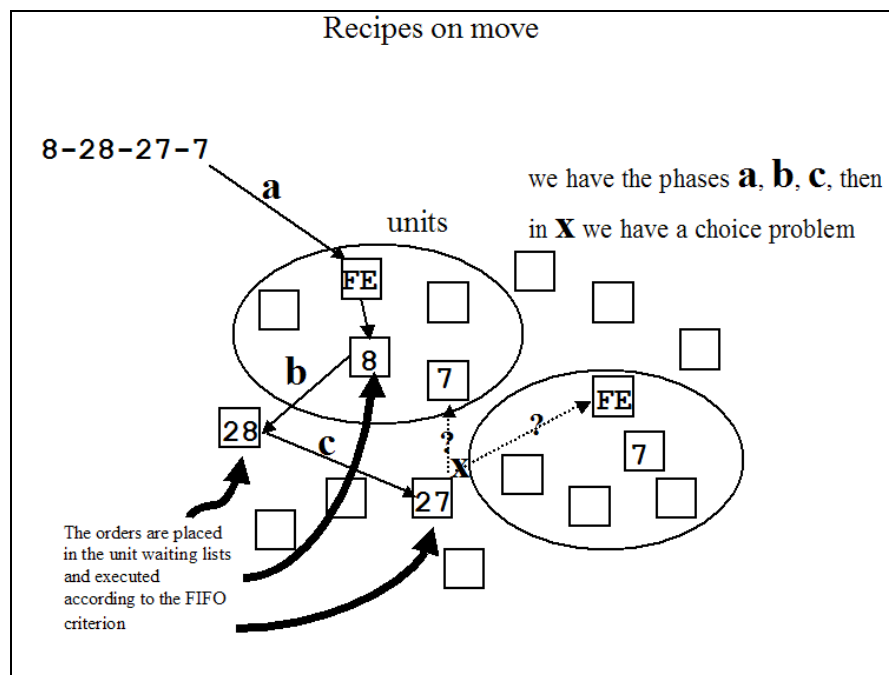 Recipes on move
8-28-27-7
a
we have the phases a, b, c, then
in x we have a choice problem
units
FE
8
7
b
FE
28
c
?
?
7
x
27
The orders are placed
in the unit waiting lists
and executed
according to the FIFO
criterion